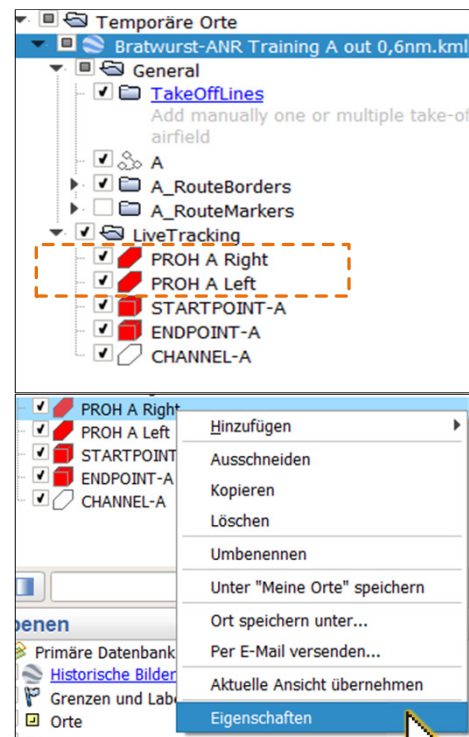 Temporäre Orte
Bratwurst-ANR Training A out 0,6nm.kml
General
TakeOffLines
Add manually one or multiple take-of
airfield
A
A_RouteBorders
A_RouteMarkers
LiveTracking
PROH A Right
PROH A Left
STARTPOINT-A
ENDPOINT-A
CHANNEL-A
PROH A Right
PROH A Left
STARTPOINT
ENDPOINT-A
CHANNEL-A
Hinzufügen
Ausschneiden
Kopieren
Löschen
Umbenennen
Unter "Meine Orte" speichern
Ort speichern unter...
Per E-Mail versenden...
Aktuelle Ansicht übernehmen
Eigenschaften
benen
Primäre Datenbank
Historische Bilder
Grenzen und Labe
Orte